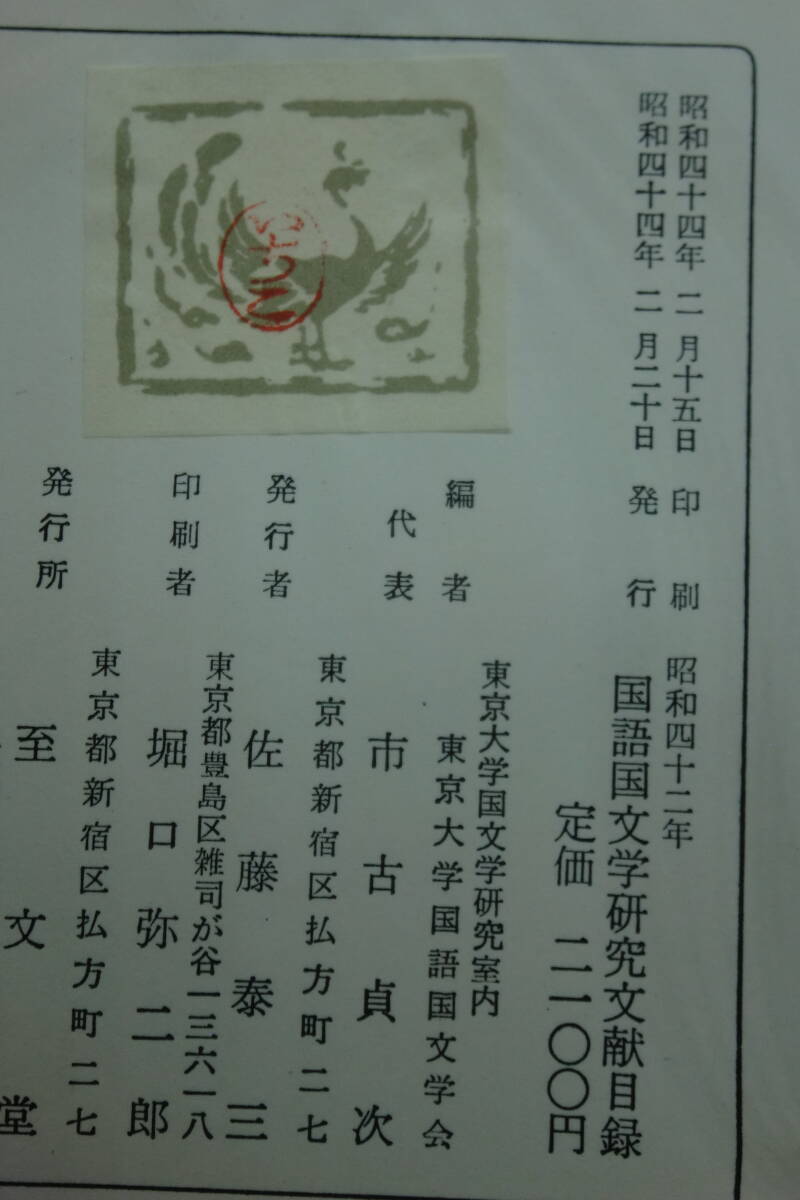 昭和四十四年 二 月十五日 印 刷
昭和四十四年 二 月二十日 発 行
昭和四十二年
国語国文学研究文献目録
定価 二一〇〇円
東京大学国文学研究室内
編 者 東京大学国語国文学会
代 表 市古貞次
東京都新宿区払方町二七
発行者 佐藤泰三
東京都豊島区雑司が谷一三六一八
印刷者 堀口弥二郎
東京都新宿区払方町二七
発行所 至文堂